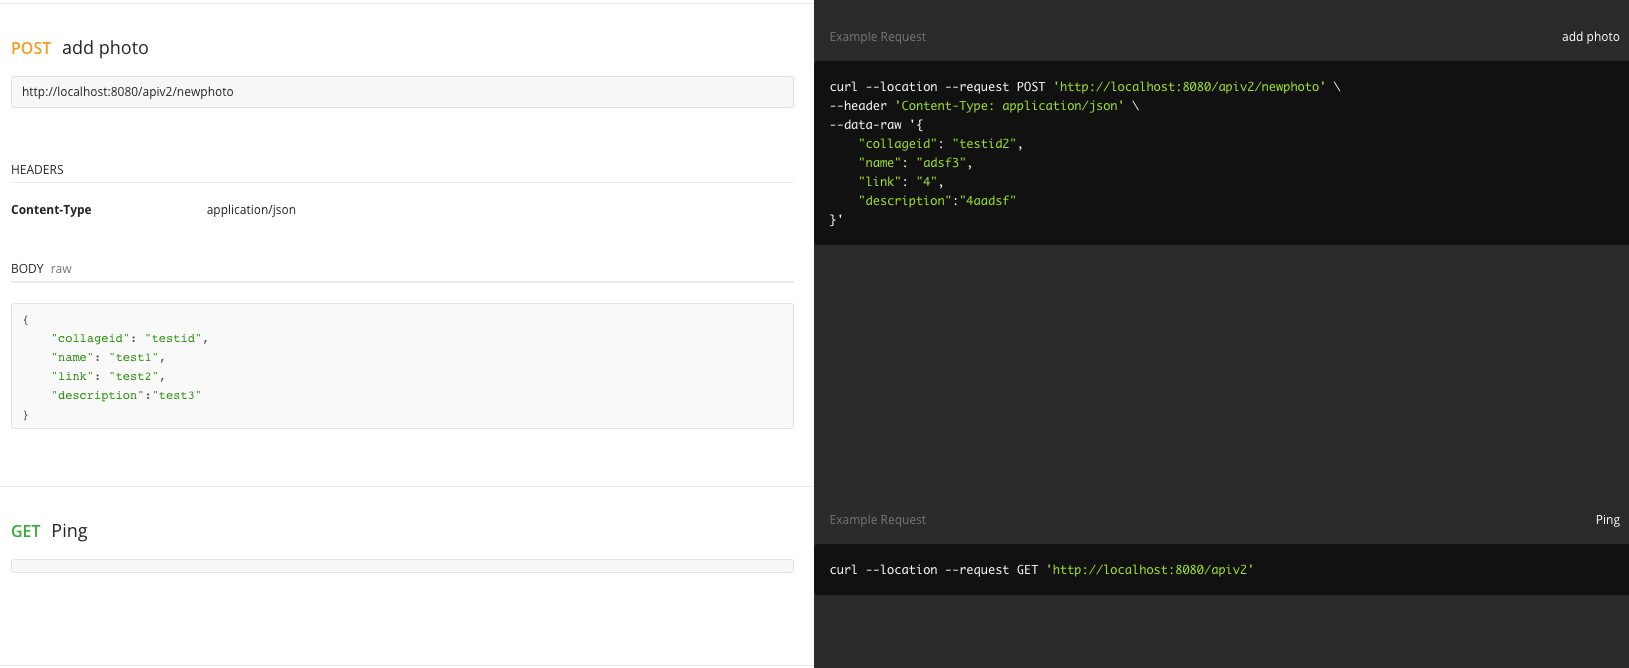 POST add photo
http://localhost:8080/apiv2/newphoto
HEADERS
Content-Type application/json
BODY raw
{
    "collageid": "testid",
    "name": "test1",
    "link": "test2",
    "description":"test3"
}
Example Request add photo
curl --location --request POST 'http://localhost:8080/apiv2/newphoto' \
--header 'Content-Type: application/json' \
--data-raw '{
    "collageid": "testid2",
    "name": "adsf3",
    "link": "4",
    "description":"4aadsf"
}'
GET Ping
Example Request Ping
curl --location --request GET 'http://localhost:8080/apiv2'